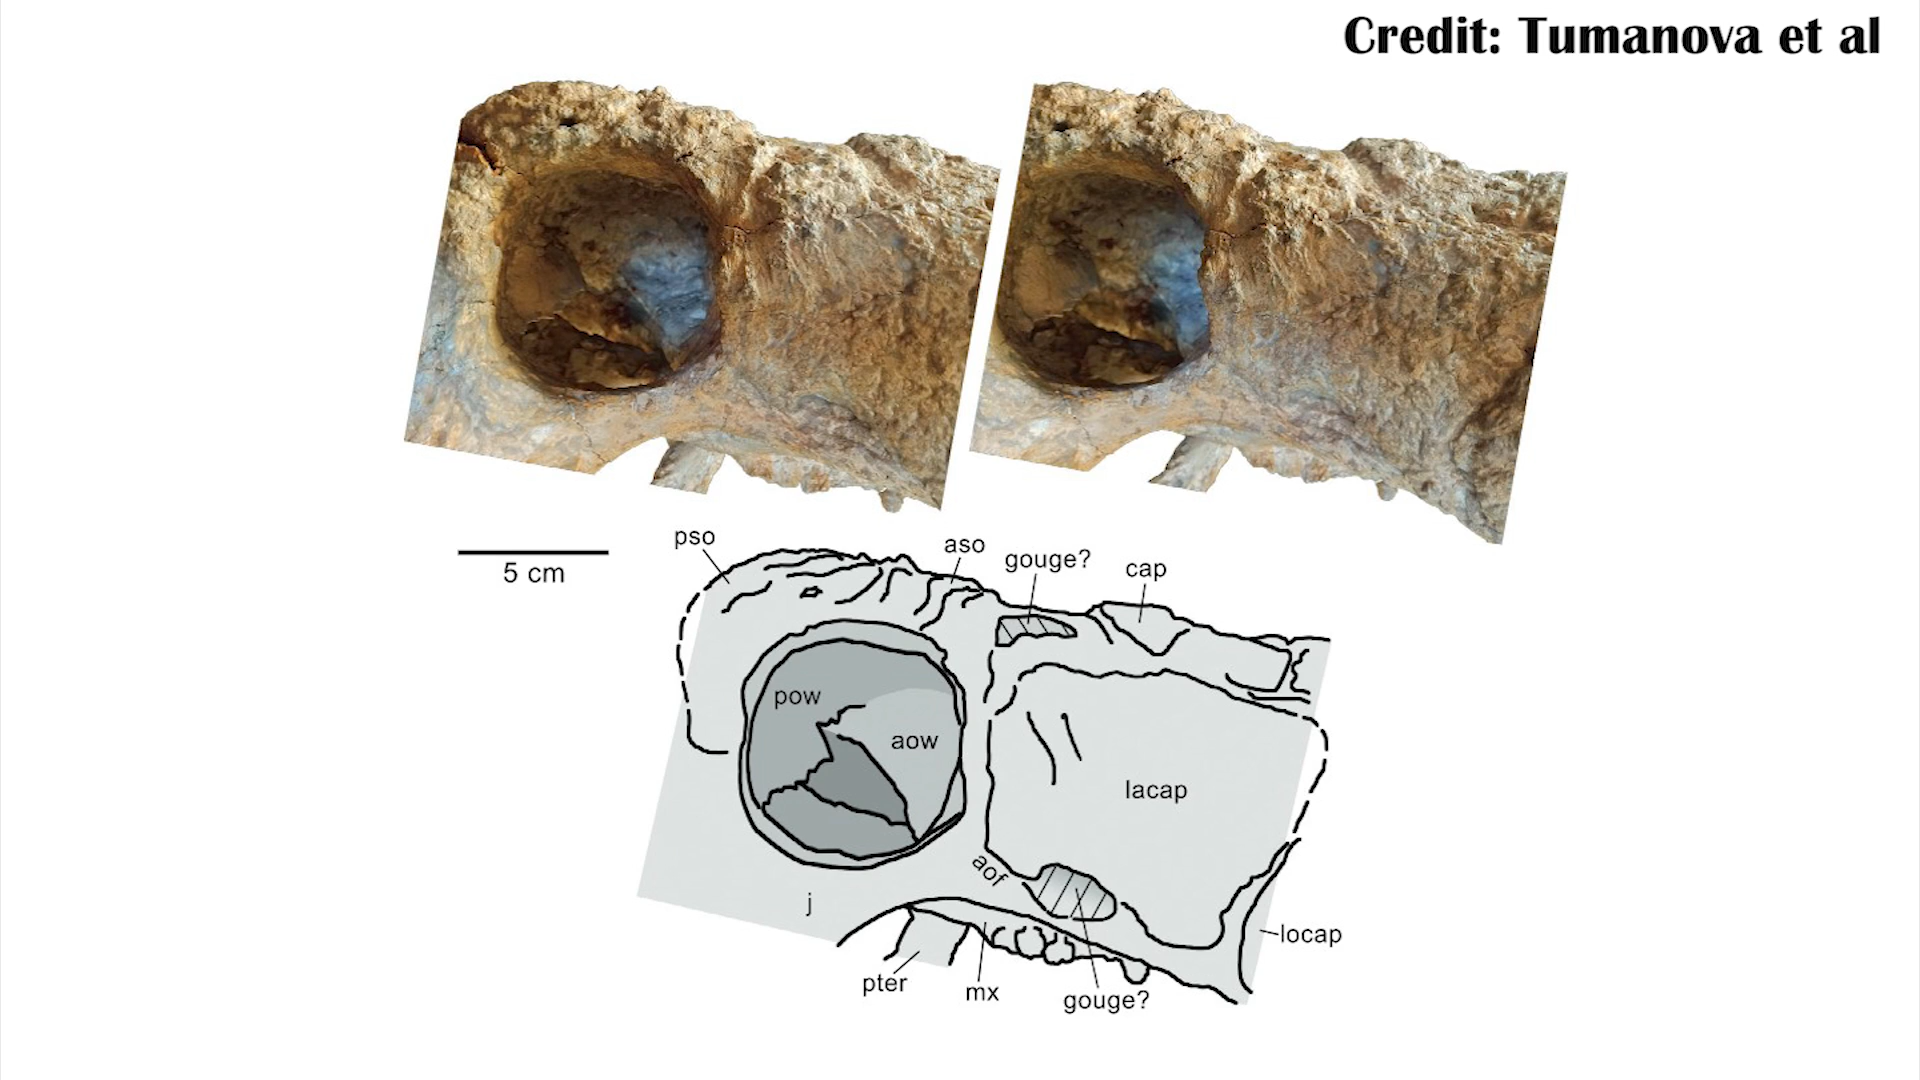 Credit: Tumanova et al
pso
aso
gouge?
cap
5 cm
pow
aow
lacap
aof
j
locap
pter
mx
gouge?